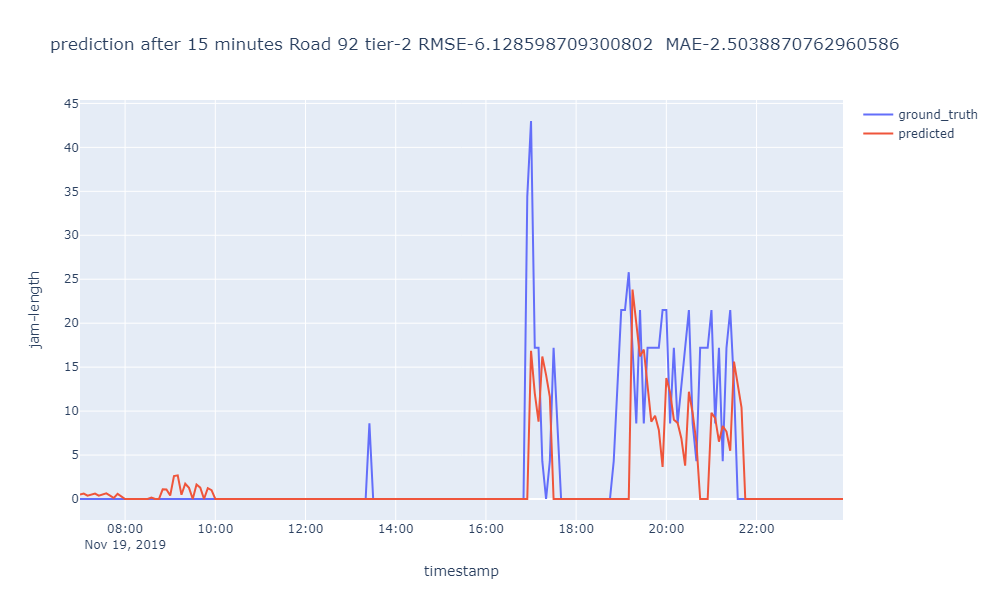 prediction after 15 minutes Road 92 tier-2 RMSE-6.128598709300802  MAE-2.5038870762960586
ground_truth
predicted
45
40
35
30
25
20
15
10
5
0
jam-length
08:00 10:00 12:00 14:00 16:00 18:00 20:00 22:00
Nov 19, 2019
timestamp